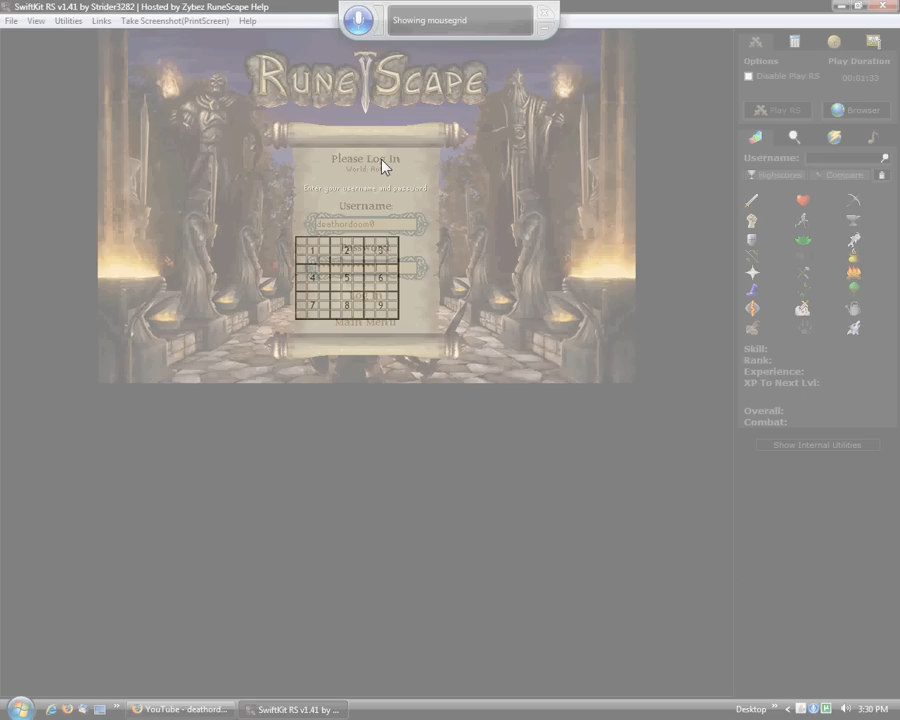 SwiftKit RS v1.41 by Strider3282 | Hosted by Zybez RuneScape Help
File View Utilities Links Take Screenshot(PrintScreen) Help
Showing mousegrid
RUNESCAPE
Please Log In
Enter your username and password
Username:
deathordoom@
Password
1 2 3
4 5 6
7 8 9
Log In
Main Menu
Options Play Duration
Disable Play RS 00:01:33
Play RS Browser
Username:
Highscores Compare
Skill:
Rank:
Experience:
XP To Next Lvl:
Overall:
Combat:
Show Internal Utilities
YouTube - deathord...
SwiftKit RS v1.41 by ...
Desktop
3:30 PM